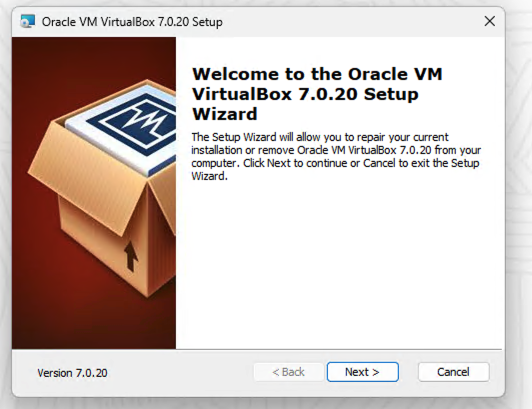 Oracle VM VirtualBox 7.0.20 Setup
Welcome to the Oracle VM
VirtualBox 7.0.20 Setup
Wizard
The Setup Wizard will allow you to repair your current
installation or remove Oracle VM VirtualBox 7.0.20 from your
computer. Click Next to continue or Cancel to exit the Setup
Wizard.
Version 7.0.20
< Back
Next >
Cancel